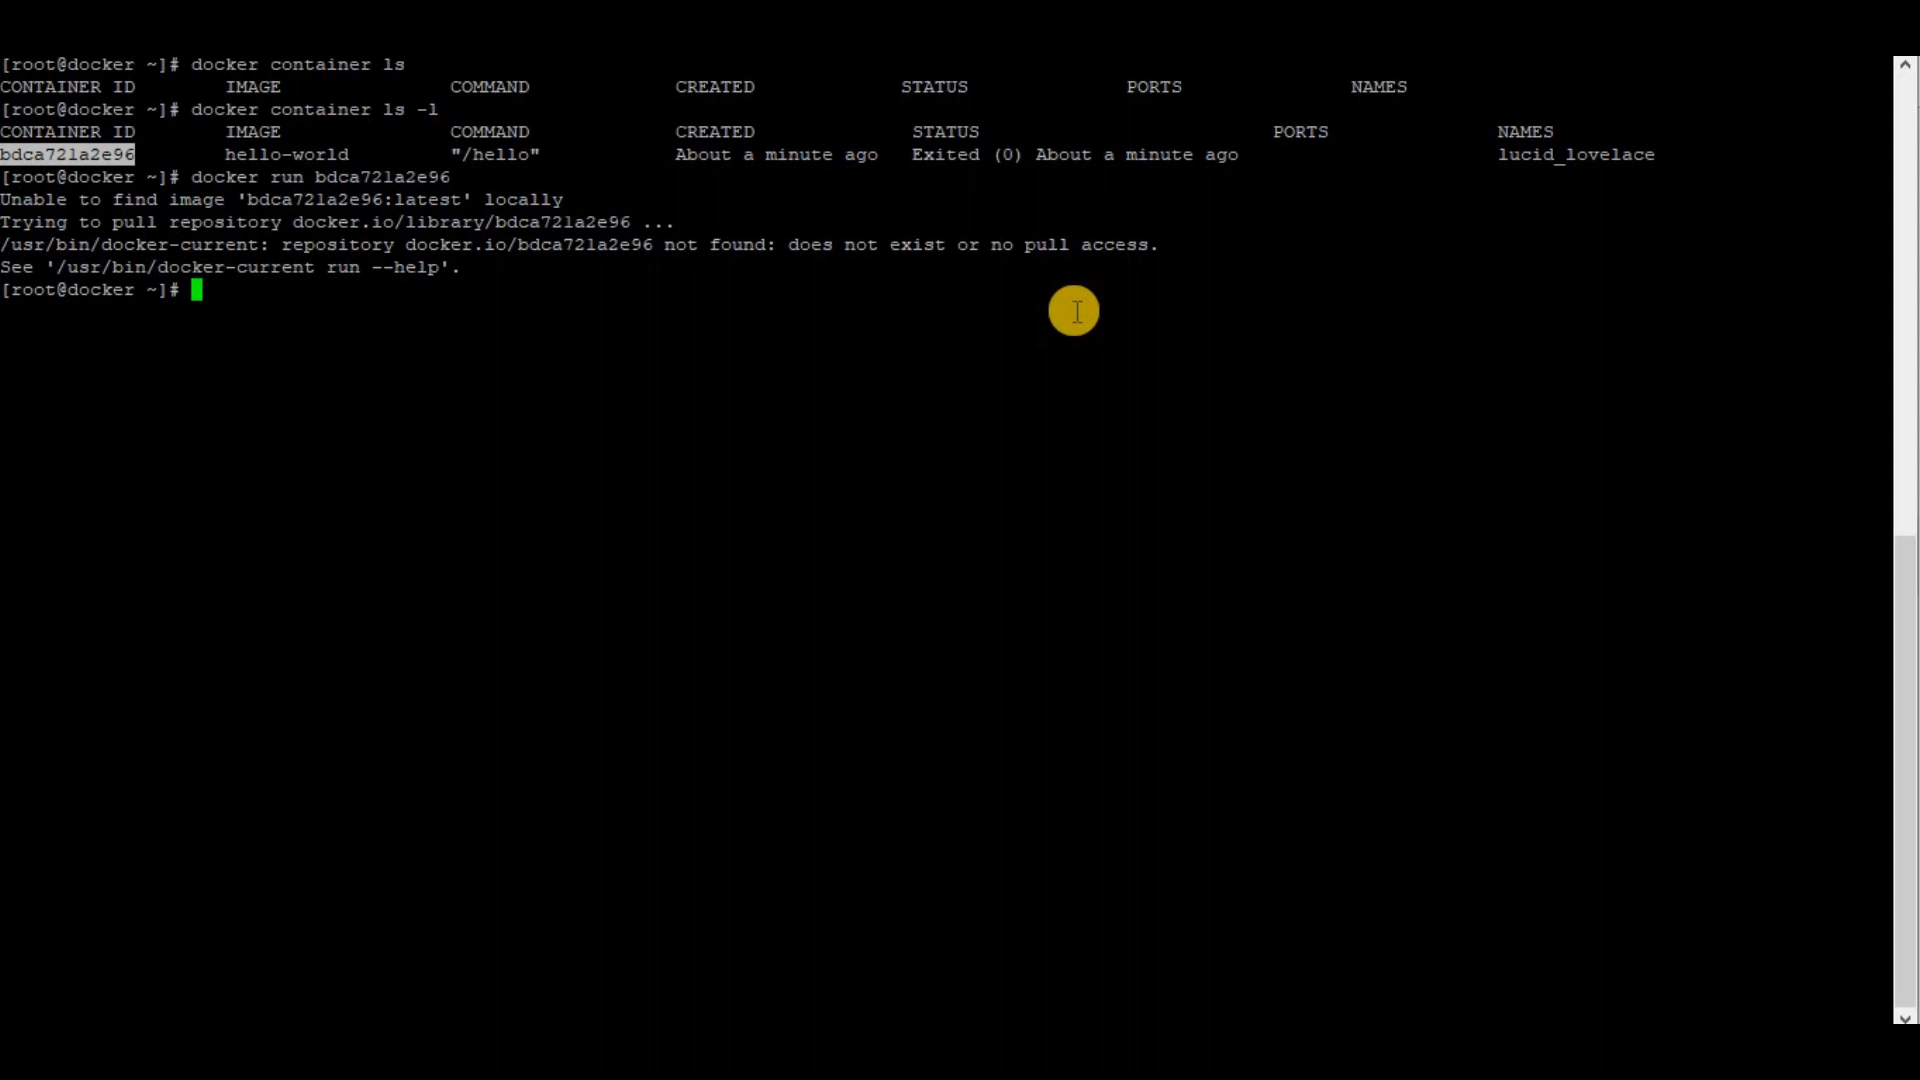 [root@docker ~]# docker container ls
CONTAINER ID IMAGE COMMAND CREATED STATUS PORTS NAMES
[root@docker ~]# docker container ls -l
CONTAINER ID IMAGE COMMAND CREATED STATUS PORTS NAMES
bdca721a2e96 hello-world "/hello" About a minute ago Exited (0) About a minute ago lucid_lovelace
[root@docker ~]# docker run bdca721a2e96
Unable to find image 'bdca721a2e96:latest' locally
Trying to pull repository docker.io/library/bdca721a2e96 ...
/usr/bin/docker-current: repository docker.io/bdca721a2e96 not found: does not exist or no pull access.
See '/usr/bin/docker-current run --help'.
[root@docker ~]#